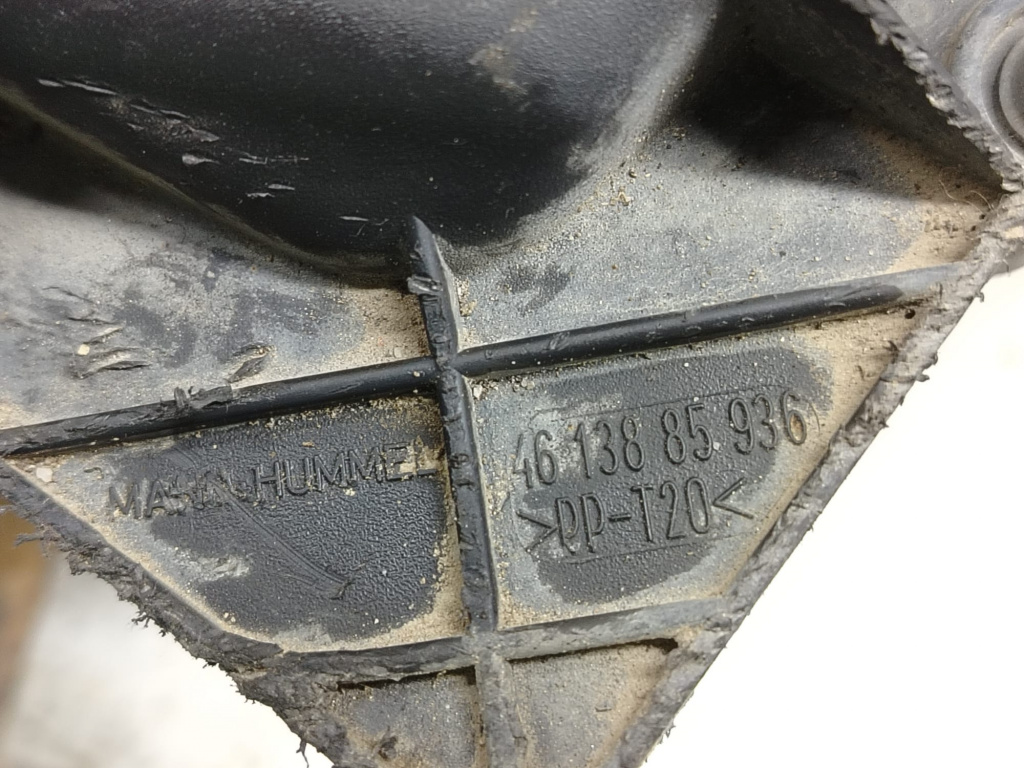 MANN+HUMMEL
46 138 85 936
>PP-T20<